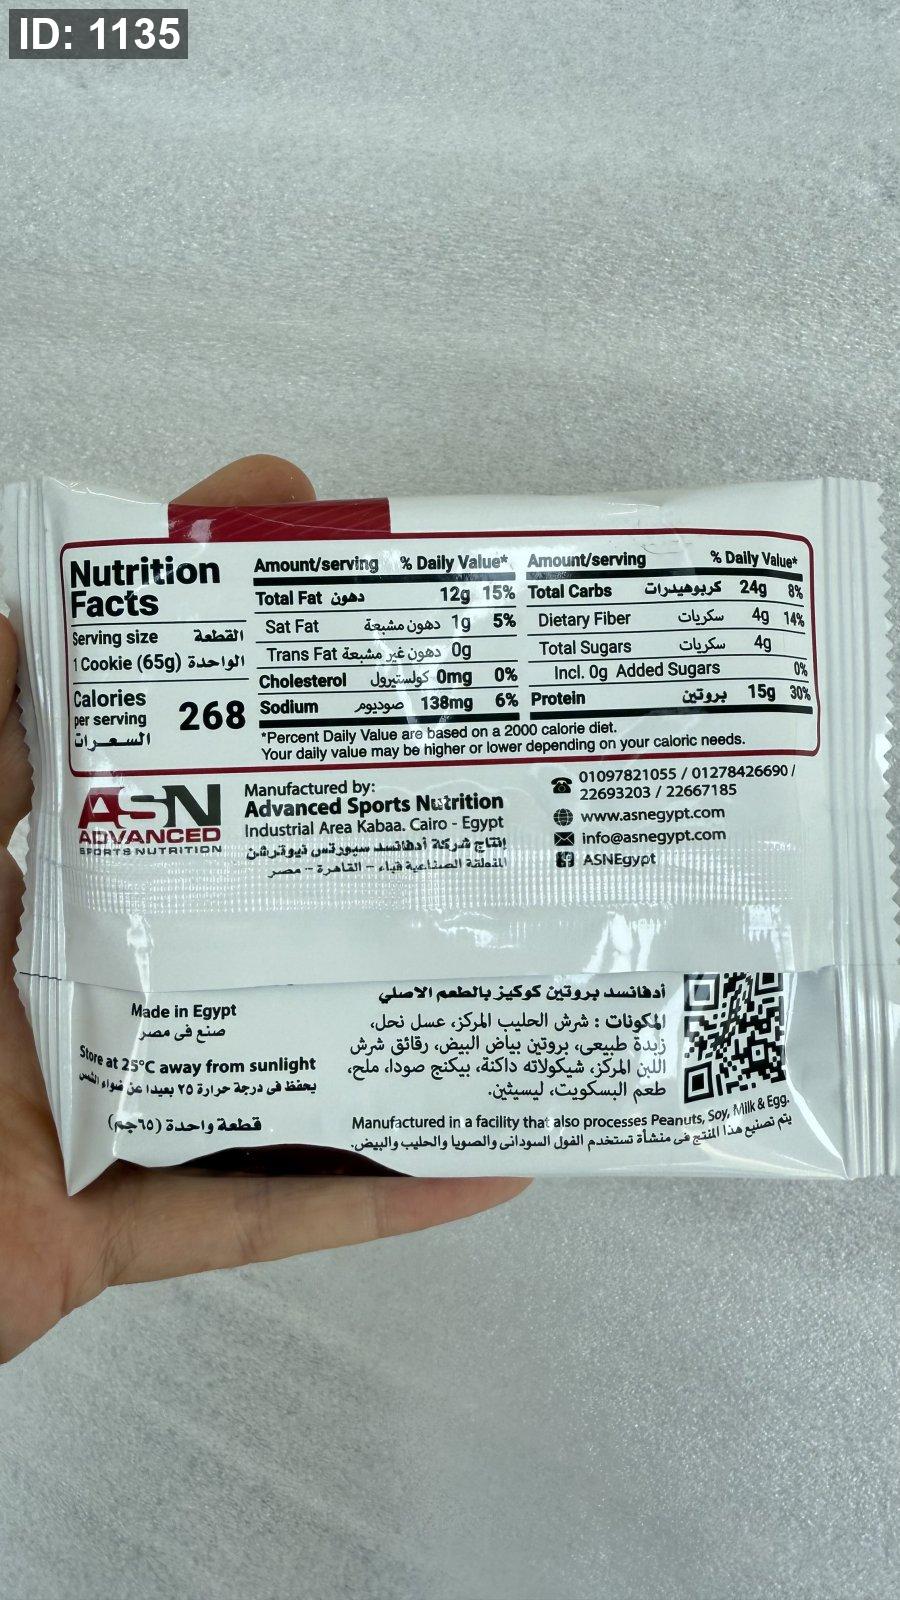 ID: 1135
Nutrition
Facts
Serving size القطعة
1 Cookie (65g) الواحدة
Calories
per serving 268
السعـرات
Amount/serving % Daily Value*
Total Fat دهون 12g 15%
Sat Fat دهون مشبعة 1g 5%
Trans Fat دهون غير مشبعة 0g
Cholesterol كولستيرول 0mg 0%
Sodium صوديوم 138mg 6%
Amount/serving % Daily Value*
Total Carbs كربوهيدرات 24g 8%
Dietary Fiber سكريات 4g 14%
Total Sugars سكريات 4g
Incl. 0g Added Sugars 0%
Protein بروتين 15g 30%
*Percent Daily Value are based on a 2000 calorie diet.
Your daily value may be higher or lower depending on your caloric needs.
ASN
ADVANCED
SPORTS NUTRITION
Manufactured by:
Advanced Sports Nutrition
Industrial Area Kabaa. Cairo - Egypt
إنتاج شركة أدفانسد سبورتس نيوترشن
المنطقة الصناعية قباء - القاهرة - مصر
01097821055 / 01278426690 /
22693203 / 22667185
www.asnegypt.com
info@asnegypt.com
ASNEgypt
Made in Egypt
صنع فى مصر
Store at 25°C away from sunlight
يحفظ فى درجة حرارة ٢٥ بعيدا عن ضواء الشمس
قطعة واحدة (٦٥جم)
أدفانسد بروتين كوكيز بالطعم الاصلي
المكونات : شرش الحليب المركز، عسل نحل،
زبدة طبيعى، بروتين بياض البيض، رقائق شرش
اللبن المركز، شيكولاته داكنة، بيكنج صودا، ملح،
طعم البسكويت، ليسيثين.
Manufactured in a facility that also processes Peanuts, Soy, Milk & Egg.
يتم تصنيع هذا المنتج فى منشأة تستخدم الفول السودانى والصويا والحليب والبيض.